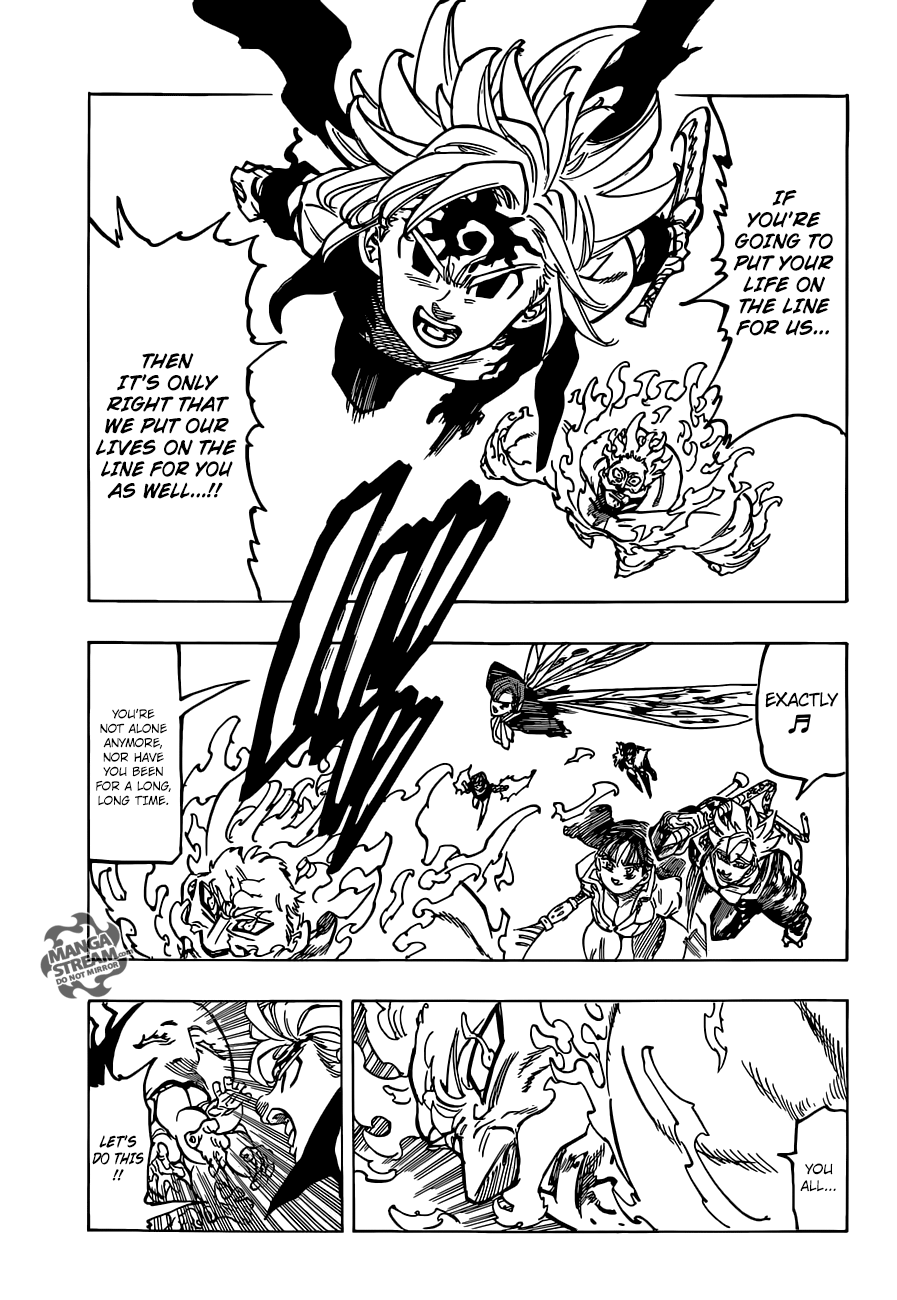 IF
YOU'RE
GOING TO
PUT YOUR
LIFE ON
THE LINE
FOR US...
THEN
IT'S ONLY
RIGHT THAT
WE PUT OUR
LIVES ON THE
LINE FOR YOU
AS WELL...!!
EXACTLY
♬
YOU'RE
NOT ALONE
ANYMORE,
NOR HAVE
YOU BEEN
FOR A LONG,
LONG TIME.
MANGA
STREAM.com
DO NOT MIRROR
YOU
ALL...
LET'S
DO THIS
!!